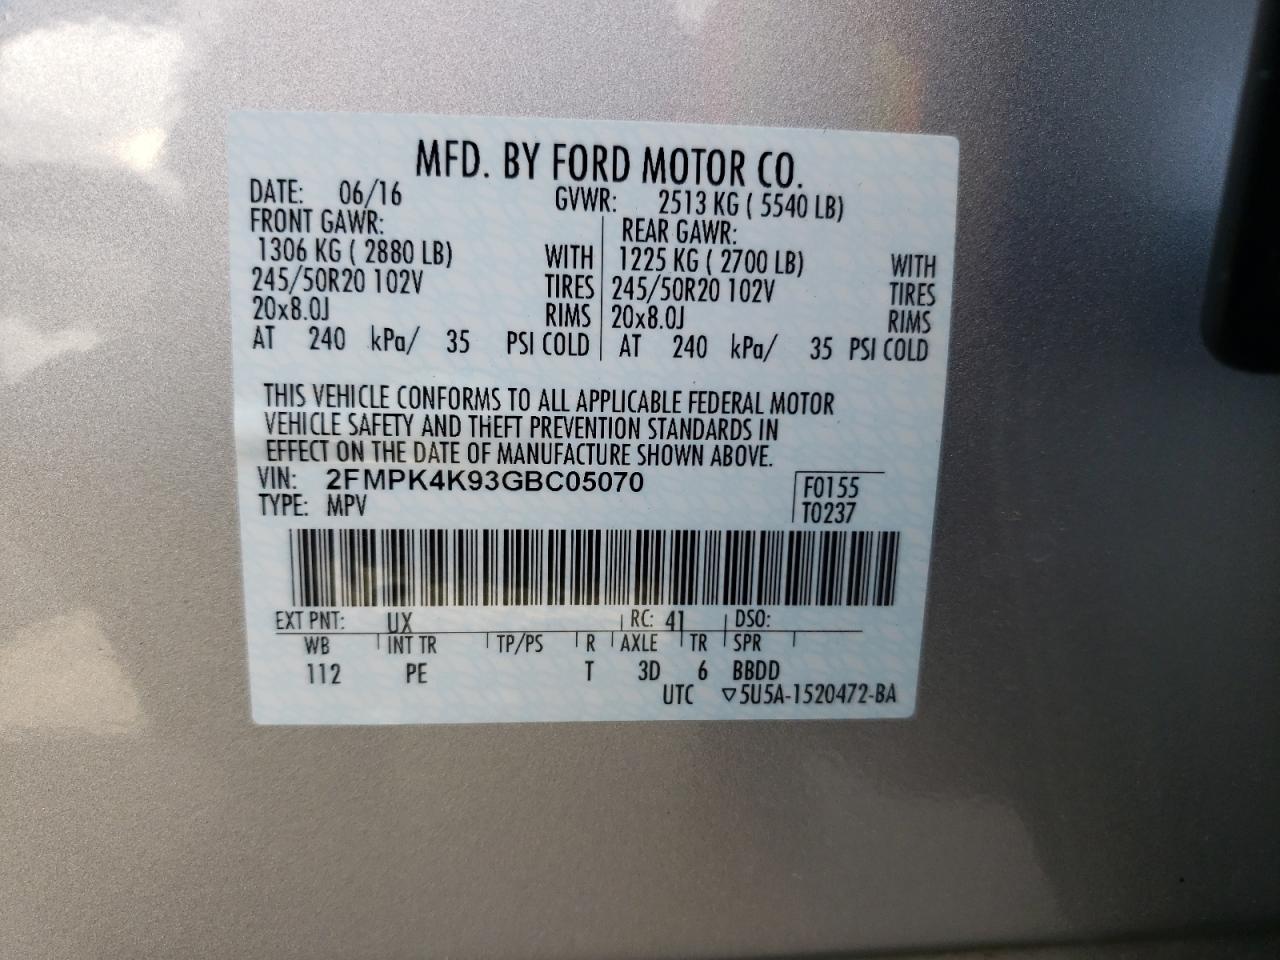 MFD. BY FORD MOTOR CO.
DATE: 06/16 GVWR: 2513 KG ( 5540 LB)
FRONT GAWR: REAR GAWR:
1306 KG ( 2880 LB) WITH 1225 KG ( 2700 LB) WITH
245/50R20 102V TIRES 245/50R20 102V TIRES
20x8.0J RIMS 20x8.0J RIMS
AT 240 kPa/ 35 PSI COLD AT 240 kPa/ 35 PSI COLD
THIS VEHICLE CONFORMS TO ALL APPLICABLE FEDERAL MOTOR
VEHICLE SAFETY AND THEFT PREVENTION STANDARDS IN
EFFECT ON THE DATE OF MANUFACTURE SHOWN ABOVE.
VIN: 2FMPK4K93GBC05070 F0155
TYPE: MPV T0237
EXT PNT: UX RC: 41 DSO:
WB INT TR TP/PS R AXLE TR SPR
112 PE T 3D 6 BBDD
UTC ▽5U5A-1520472-BA